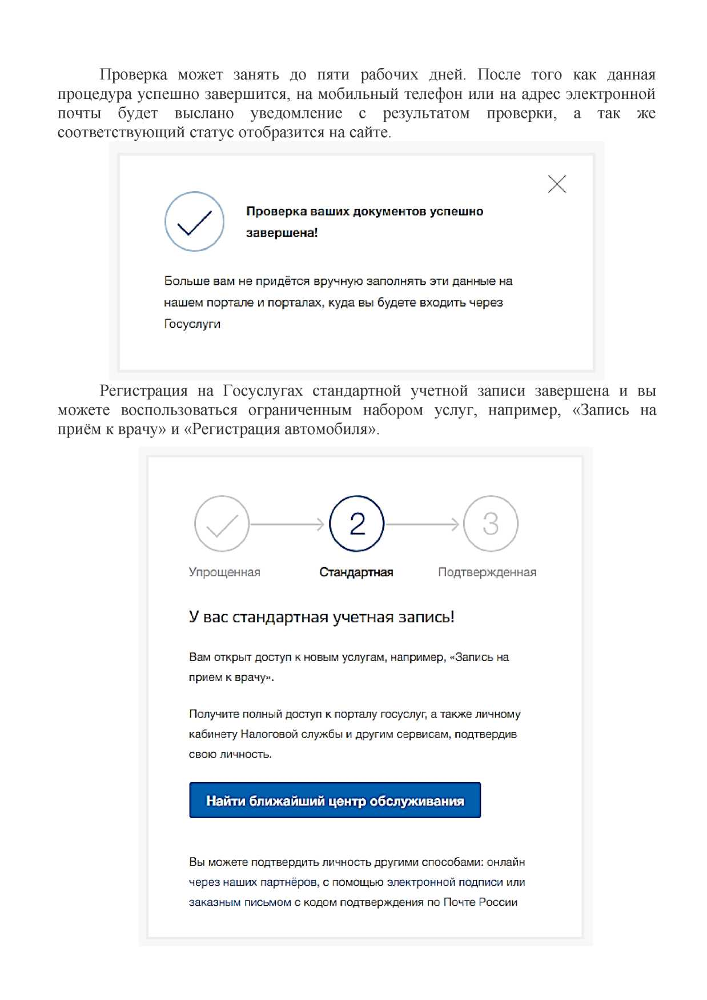 Проверка может занять до пяти рабочих дней. После того как данная
процедура успешно завершится, на мобильный телефон или на адрес электронной
почты будет выслано уведомление с результатом проверки, а так же
соответствующий статус отобразится на сайте.
Проверка ваших документов успешно
завершена!
Больше вам не придётся вручную заполнять эти данные на
нашем портале и порталах, куда вы будете входить через
Госуслуги
Регистрация на Госуслугах стандартной учетной записи завершена и вы
можете воспользоваться ограниченным набором услуг, например, «Запись на
приём к врачу» и «Регистрация автомобиля».
2 3
Упрощенная Стандартная Подтвержденная
У вас стандартная учетная запись!
Вам открыт доступ к новым услугам, например, «Запись на
прием к врачу».
Получите полный доступ к порталу госуслуг, а также личному
кабинету Налоговой службы и другим сервисам, подтвердив
свою личность.
Найти ближайший центр обслуживания
Вы можете подтвердить личность другими способами: онлайн
через наших партнёров, с помощью электронной подписи или
заказным письмом с кодом подтверждения по Почте России